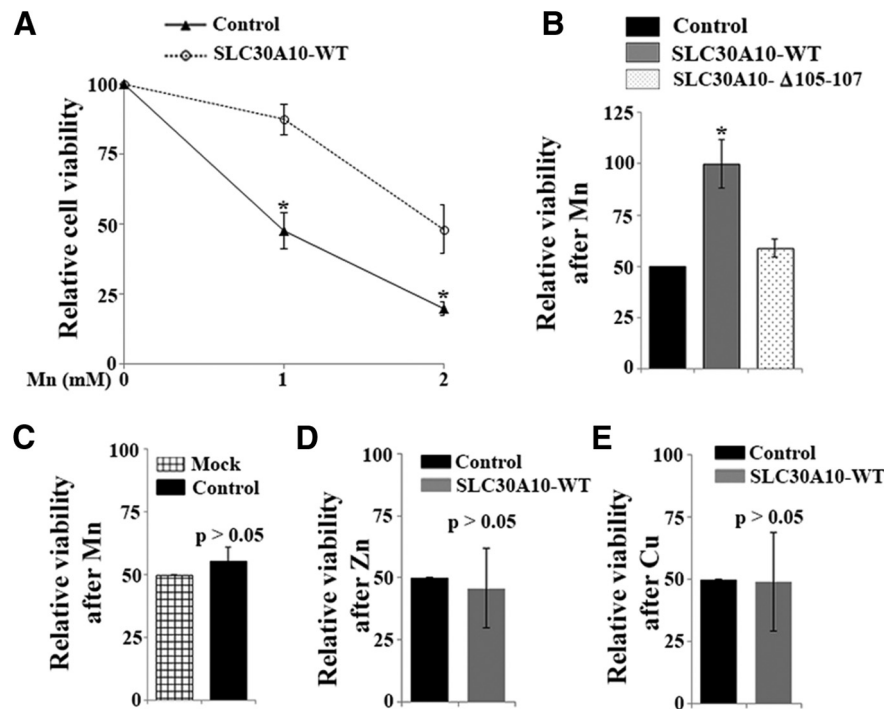 A
Control
SLC30A10-WT
Relative cell viability
100
75
50
25
0
*
*
Mn (mM)
0
1
2
B
Control
SLC30A10-WT
SLC30A10- Δ105-107
Relative viability
after Mn
125
100
75
50
25
0
*
C
Mock
Control
p > 0.05
Relative viability
after Mn
100
75
50
25
0
D
Control
SLC30A10-WT
p > 0.05
Relative viability
after Zn
100
75
50
25
0
E
Control
SLC30A10-WT
p > 0.05
Relative viability
after Cu
100
75
50
25
0